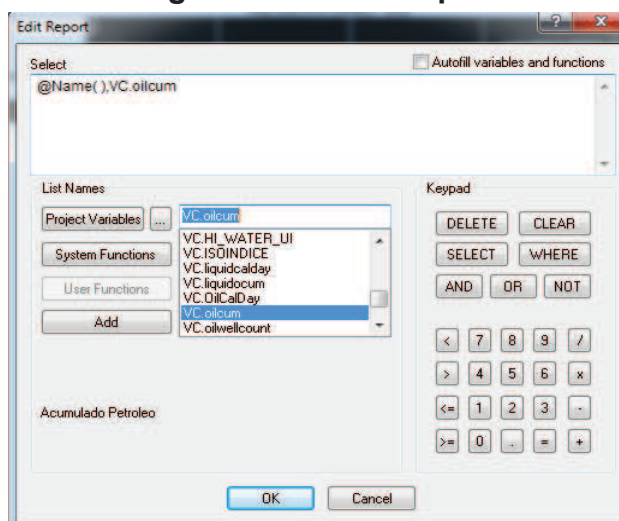 Edit Report
Select
Autofill variables and functions
@Name( ),VC.oilcum
List Names
Keypad
Project Variables
...
VC.oilcum
DELETE
CLEAR
System Functions
VC.HI_WATER_UI
VC.ISOINDICE
VC.liquidcalday
VC.liquidocum
VC.OilCalDay
VC.oilcum
VC.oilwellcount
SELECT
WHERE
User Functions
AND
OR
NOT
Add
< 7 8 9 /
> 4 5 6 x
<= 1 2 3 -
>= 0 . = +
Acumulado Petroleo
OK
Cancel